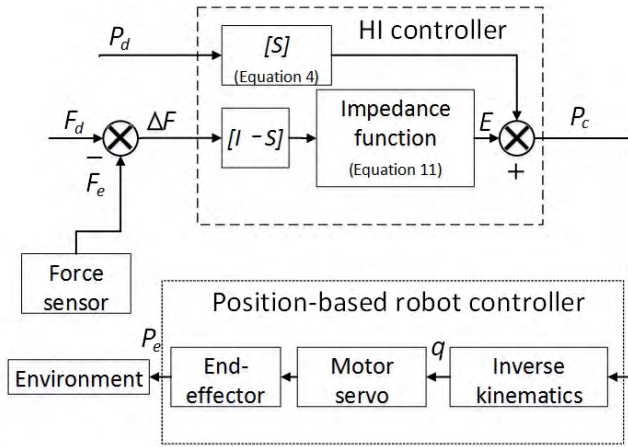 HI controller
P_d
[S]
(Equation 4)
F_d
−
F_e
ΔF
[I − S]
Impedance
function
(Equation 11)
E
+
P_c
Force
sensor
Position-based robot controller
P_e
Environment
End-
effector
Motor
servo
q
Inverse
kinematics